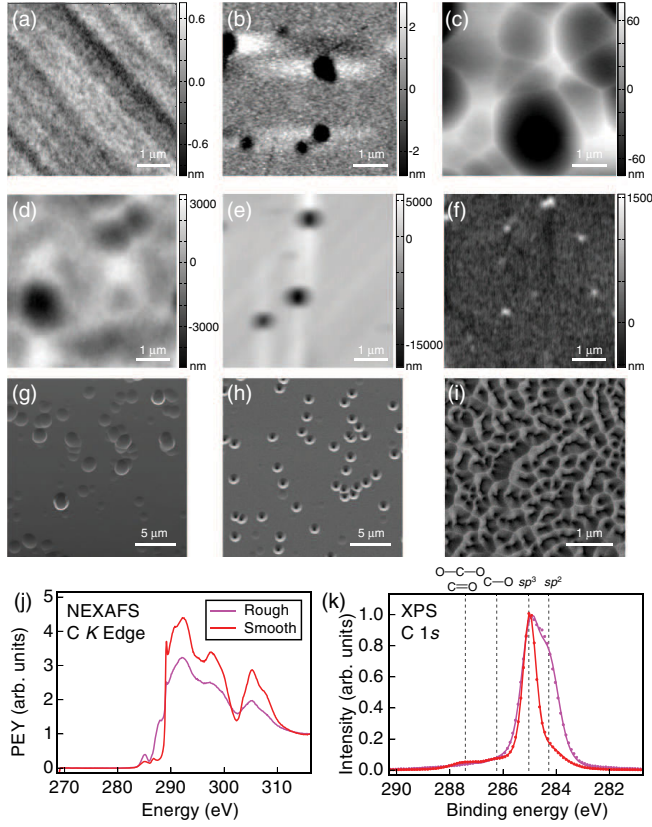 (a)
0.6
0.0
-0.6
1 µm
nm
(b)
2
0
-2
1 µm
nm
(c)
60
0
-60
1 µm
nm
(d)
3000
0
-3000
1 µm
nm
(e)
5000
0
-15000
1 µm
nm
(f)
1500
0
1 µm
nm
(g)
5 µm
(h)
5 µm
(i)
1 µm
(j) NEXAFS
C K Edge
Rough
Smooth
5
4
3
2
1
0
PEY (arb. units)
270 280 290 300 310
Energy (eV)
O—C—O
C=O
C—O
sp³
sp²
(k) XPS
C 1s
1.0
0.8
0.6
0.4
0.2
0.0
Intensity (arb. units)
290 288 286 284 282
Binding energy (eV)